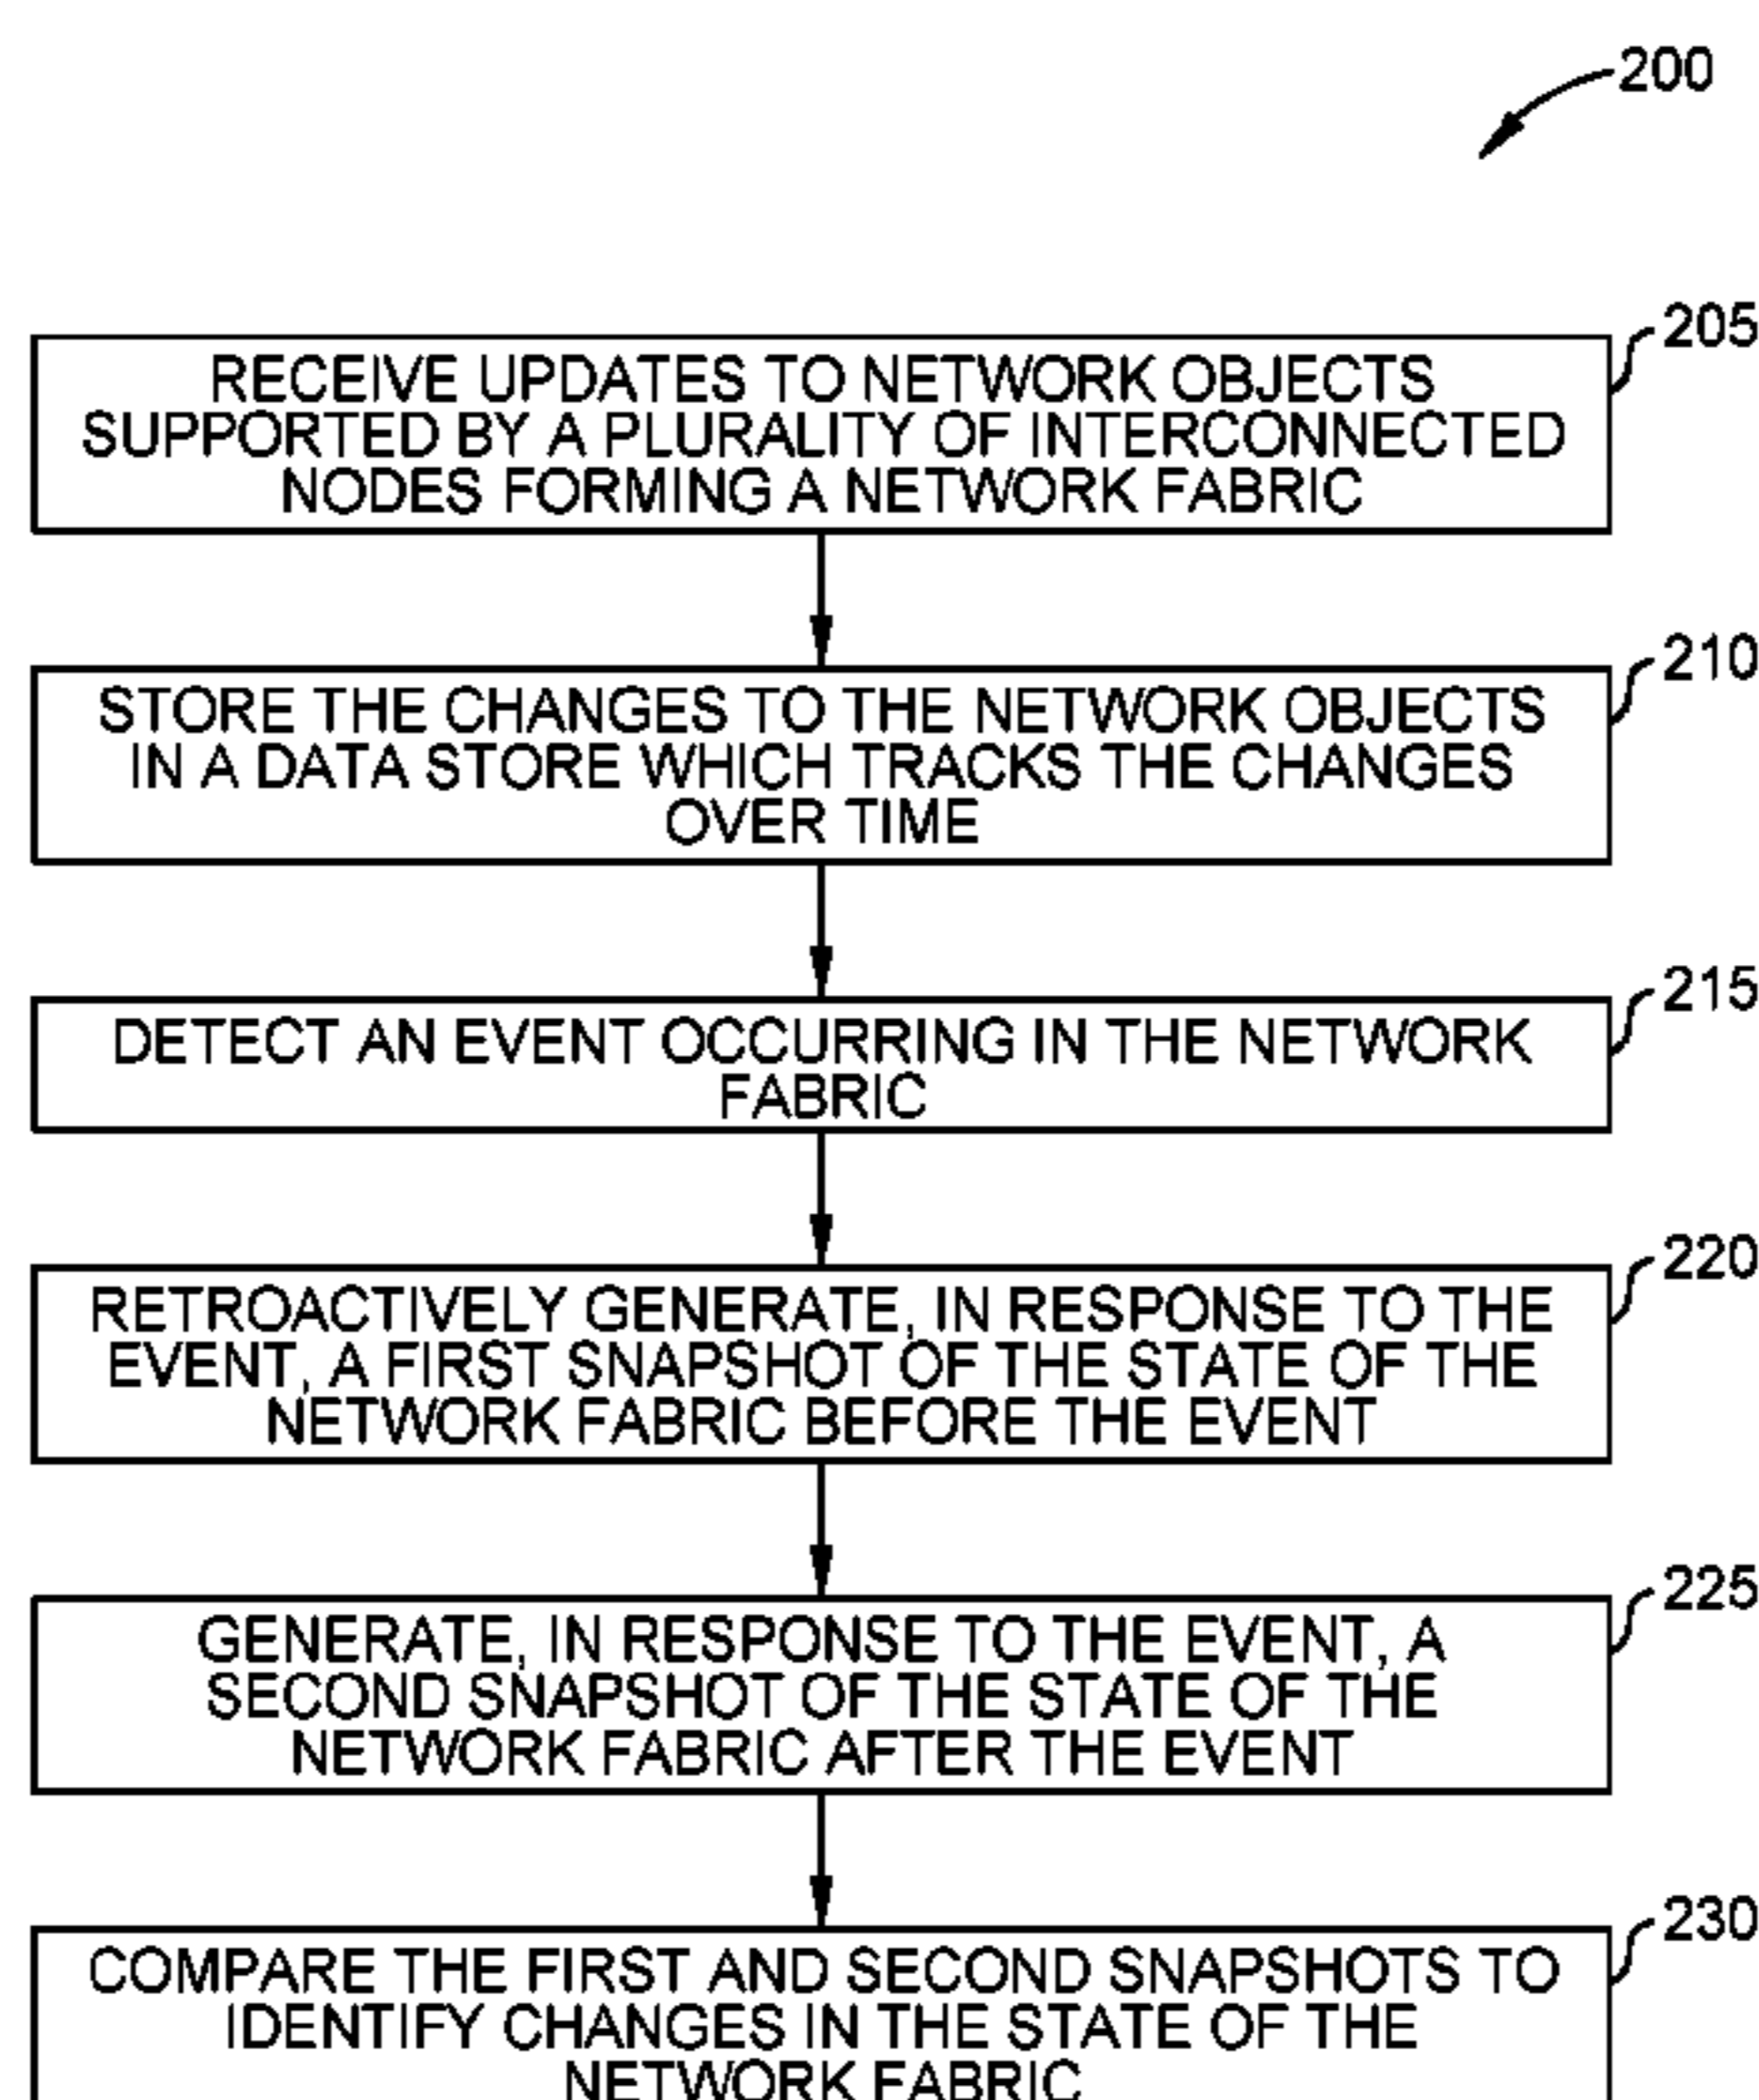 200
205
RECEIVE UPDATES TO NETWORK OBJECTS
SUPPORTED BY A PLURALITY OF INTERCONNECTED
NODES FORMING A NETWORK FABRIC
210
STORE THE CHANGES TO THE NETWORK OBJECTS
IN A DATA STORE WHICH TRACKS THE CHANGES
OVER TIME
215
DETECT AN EVENT OCCURRING IN THE NETWORK
FABRIC
220
RETROACTIVELY GENERATE, IN RESPONSE TO THE
EVENT, A FIRST SNAPSHOT OF THE STATE OF THE
NETWORK FABRIC BEFORE THE EVENT
225
GENERATE, IN RESPONSE TO THE EVENT, A
SECOND SNAPSHOT OF THE STATE OF THE
NETWORK FABRIC AFTER THE EVENT
230
COMPARE THE FIRST AND SECOND SNAPSHOTS TO
IDENTIFY CHANGES IN THE STATE OF THE
NETWORK FABRIC